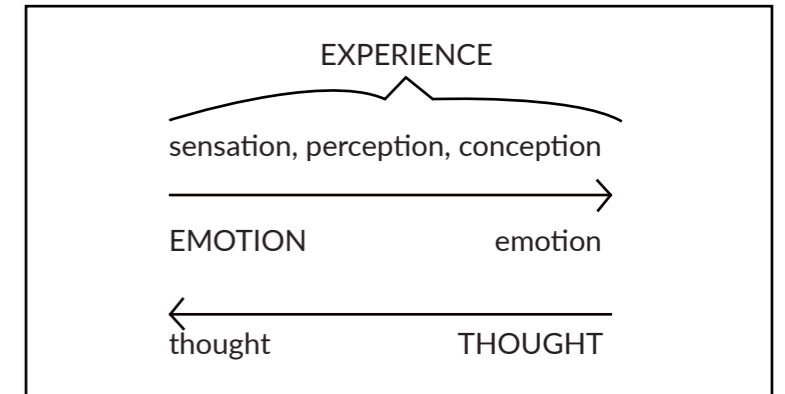 EXPERIENCE
sensation, perception, conception
EMOTION emotion
thought THOUGHT